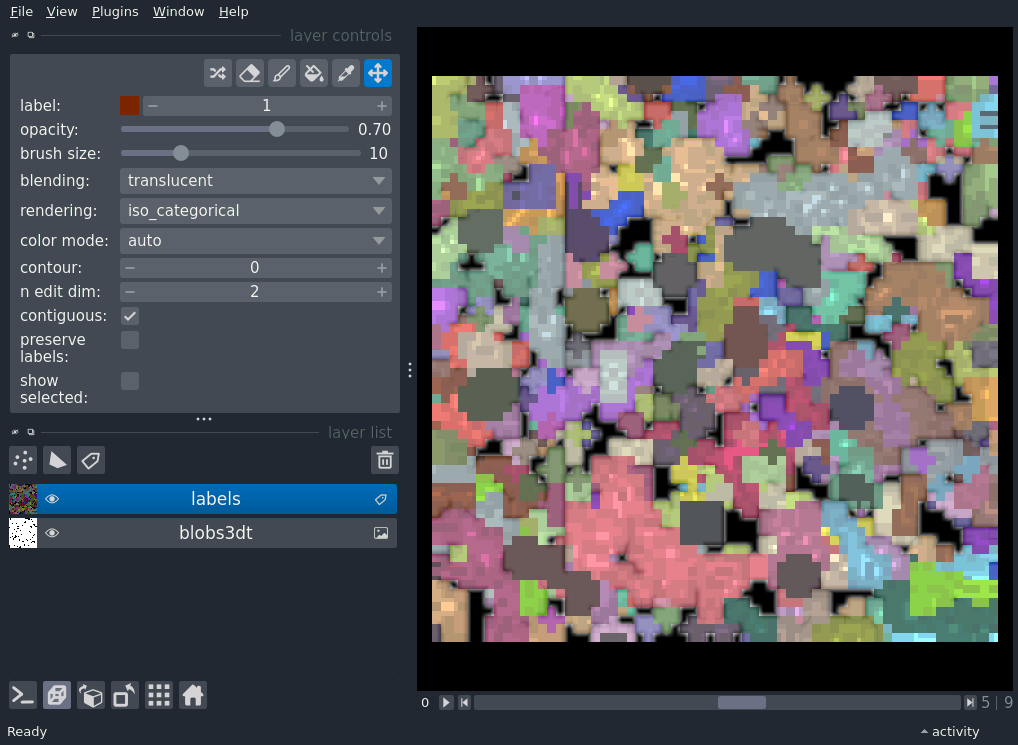 File View Plugins Window Help
layer controls
label: 1
opacity: 0.70
brush size: 10
blending: translucent
rendering: iso_categorical
color mode: auto
contour: 0
n edit dim: 2
contiguous:
preserve
labels:
show
selected:
layer list
labels
blobs3dt
0 5 | 9
Ready activity